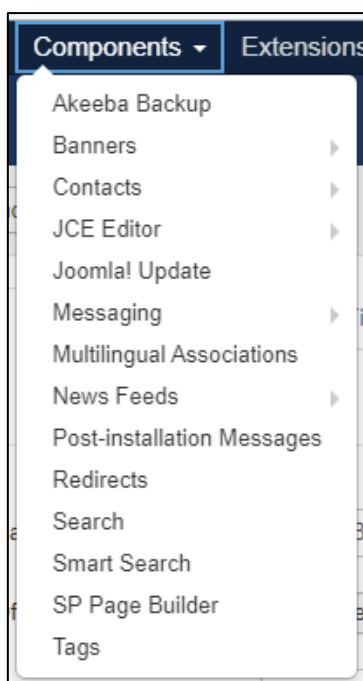 Components Extensions
Akeeba Backup
Banners
Contacts
JCE Editor
Joomla! Update
Messaging
Multilingual Associations
News Feeds
Post-installation Messages
Redirects
Search
Smart Search
SP Page Builder
Tags